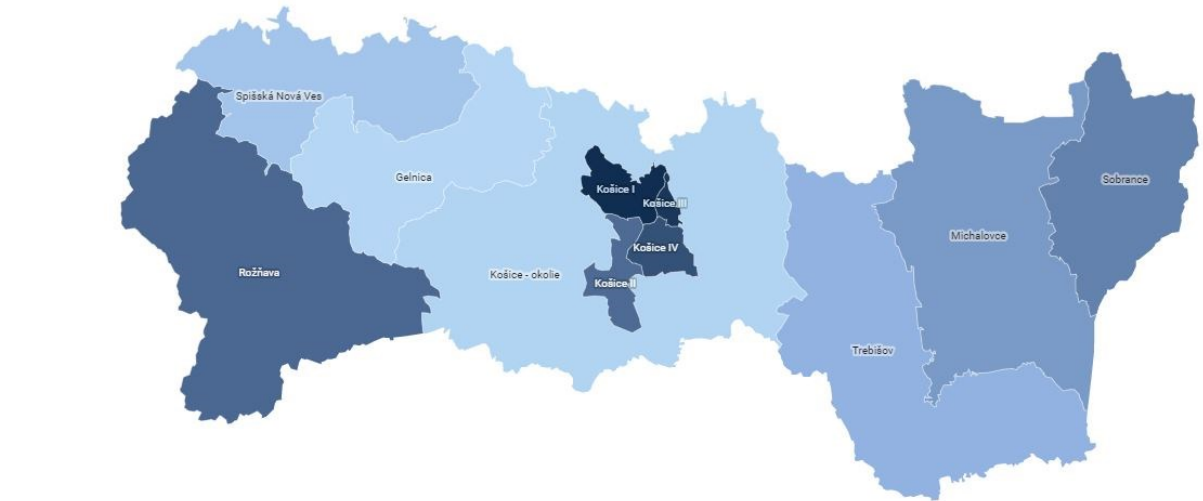 Spišská Nová Ves
Gelnica
Košice I
Košice III
Sobrance
Michalovce
Košice IV
Rožňava
Košice - okolie
Košice II
Trebišov